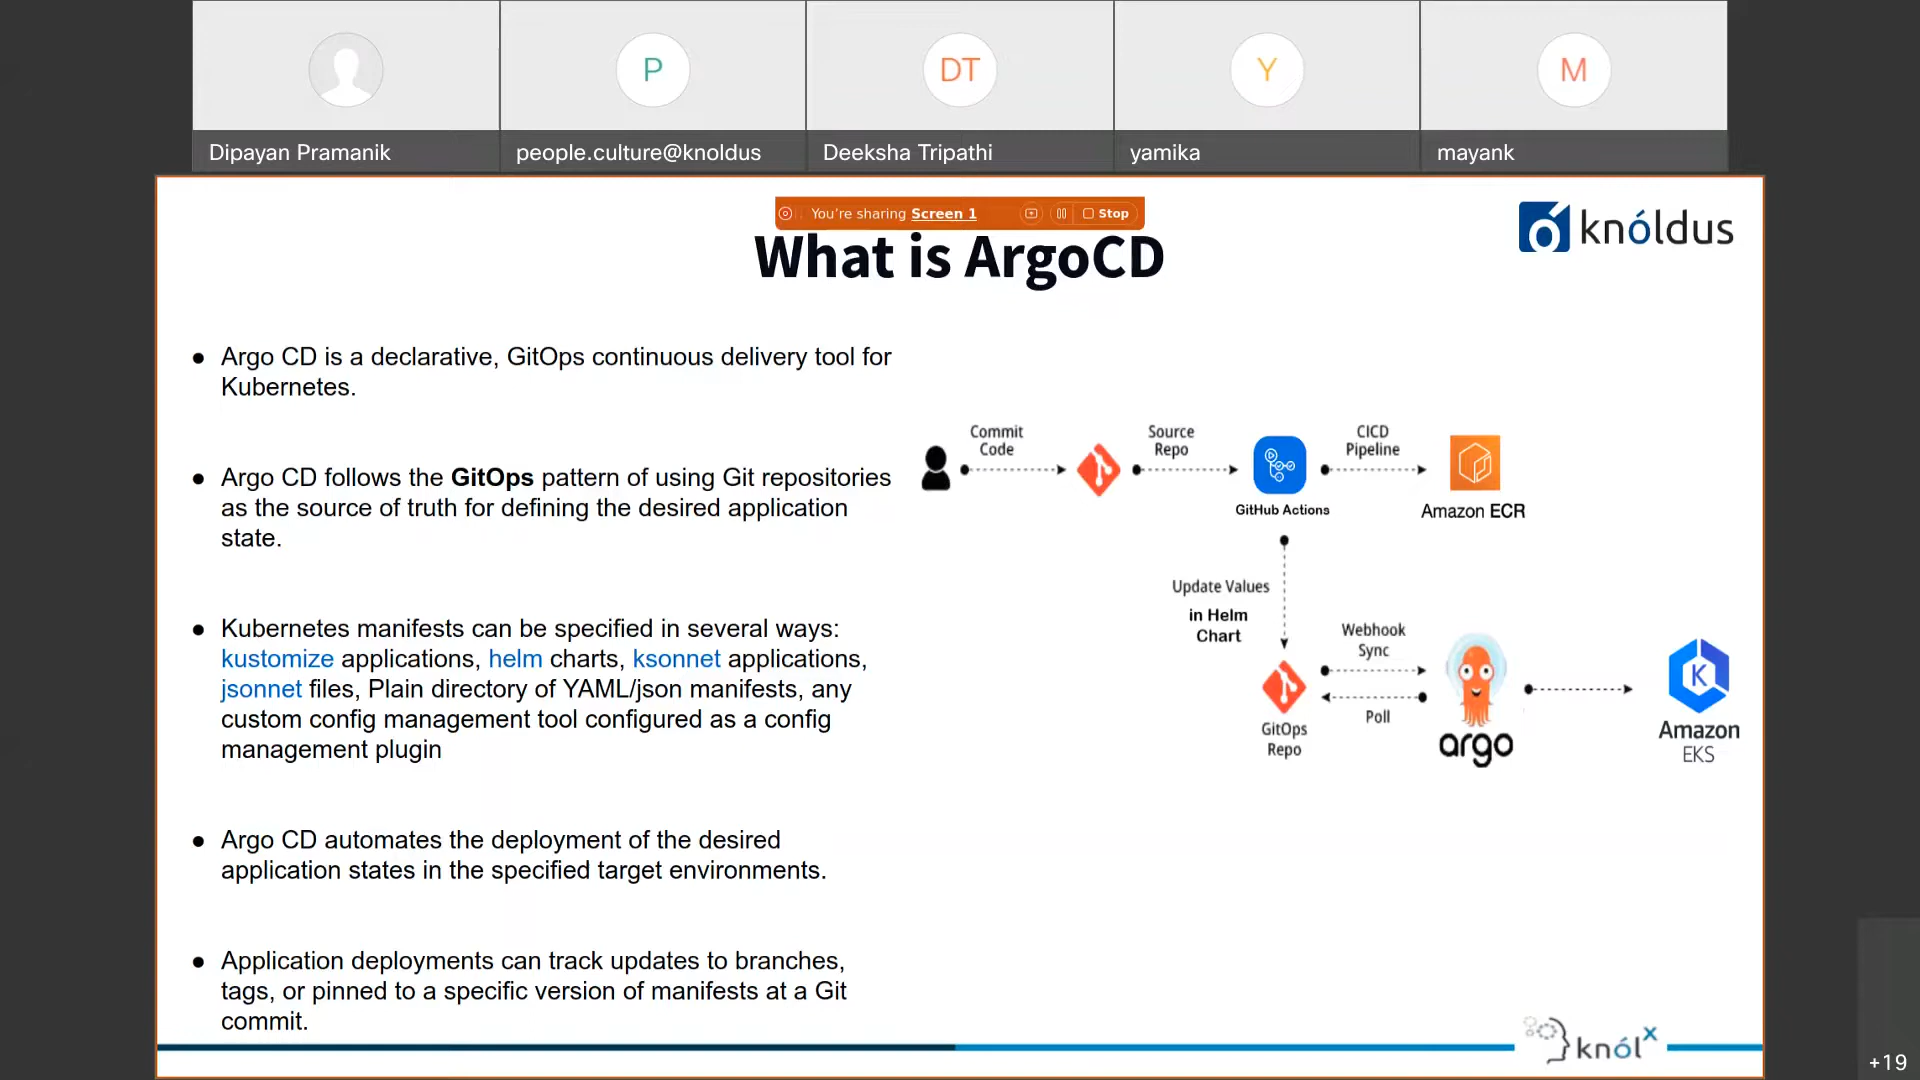 P
DT
Y
M
Dipayan Pramanik
people.culture@knoldus
Deeksha Tripathi
yamika
mayank
You're sharing Screen 1
Stop
knóldus
What is ArgoCD
Argo CD is a declarative, GitOps continuous delivery tool for
Kubernetes.
Argo CD follows the GitOps pattern of using Git repositories
as the source of truth for defining the desired application
state.
Kubernetes manifests can be specified in several ways:
kustomize applications, helm charts, ksonnet applications,
jsonnet files, Plain directory of YAML/json manifests, any
custom config management tool configured as a config
management plugin
Argo CD automates the deployment of the desired
application states in the specified target environments.
Application deployments can track updates to branches,
tags, or pinned to a specific version of manifests at a Git
commit.
Commit
Code
Source
Repo
CICD
Pipeline
GitHub Actions
Amazon ECR
Update Values
in Helm
Chart
Webhook
Sync
Poll
GitOps
Repo
argo
K
Amazon
EKS
knólx
+19